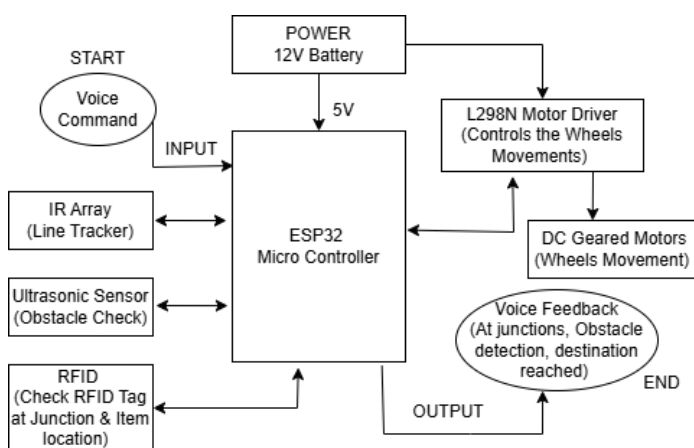 POWER
12V Battery
START
Voice
Command
5V
INPUT
L298N Motor Driver
(Controls the Wheels
Movements)
IR Array
(Line Tracker)
ESP32
Micro Controller
DC Geared Motors
(Wheels Movement)
Ultrasonic Sensor
(Obstacle Check)
Voice Feedback
(At junctions, Obstacle
detection, destination
reached)
END
RFID
(Check RFID Tag
at Junction & Item
location)
OUTPUT